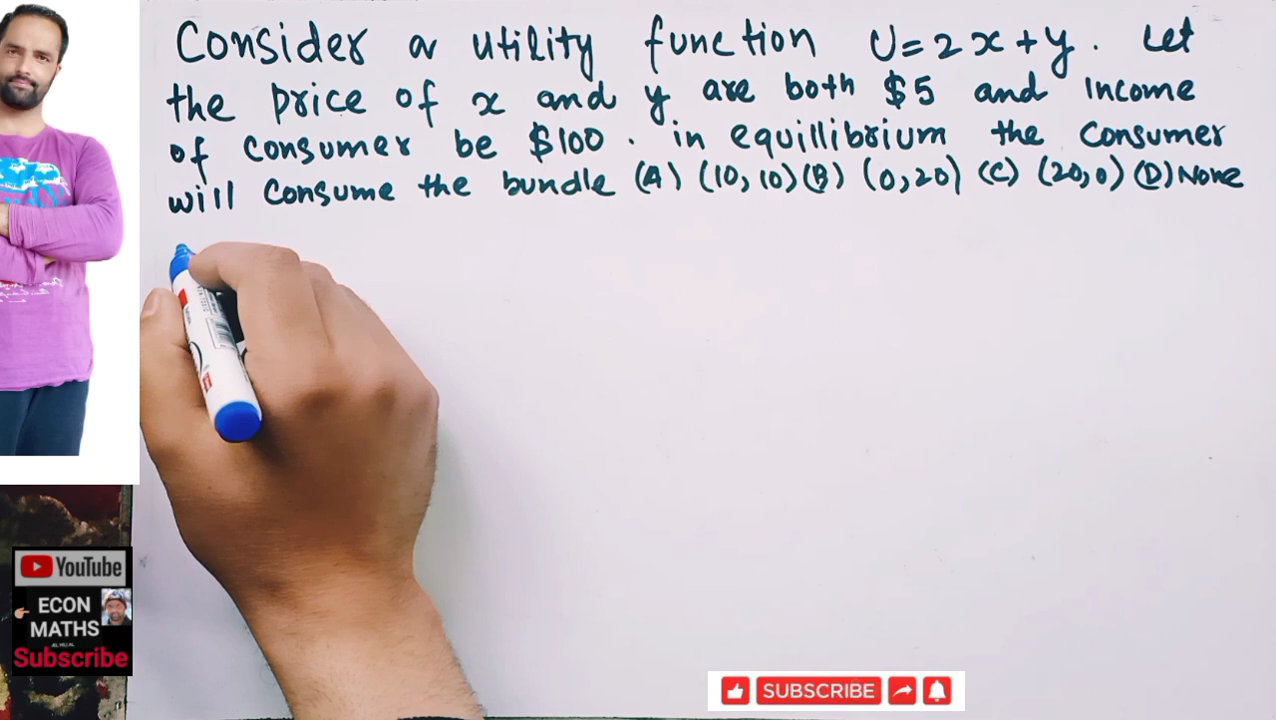 Consider a utility function U=2x+y. Let
the price of x and y are both $5 and income
of consumer be $100. in equillibrium the consumer
will consume the bundle (A) (10,10) (B) (0,20) (C) (20,0) (D) None
YouTube
ECON
MATHS
Subscribe
SUBSCRIBE